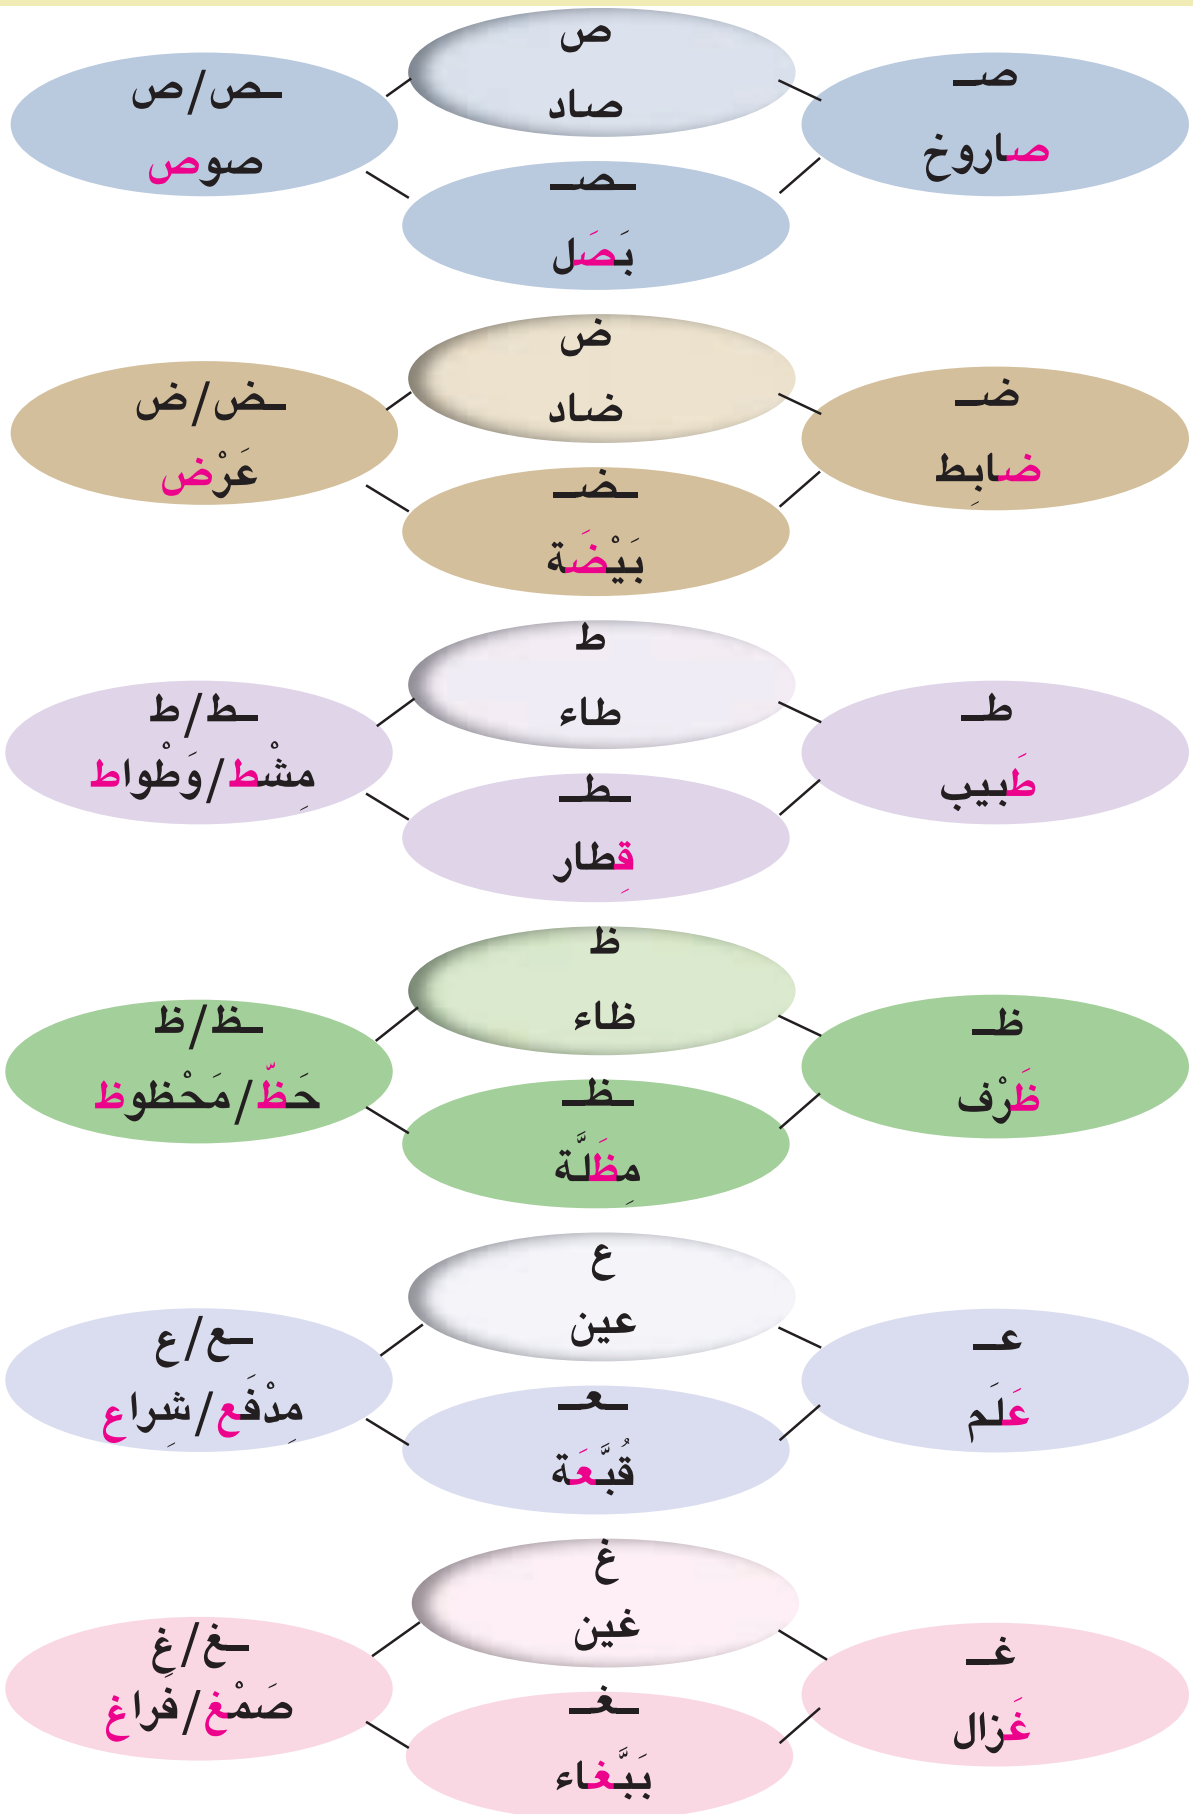 ص
صاد
صـ
صاروخ
ـصـ
بَصَل
ـص/ص
صوص
ض
ضاد
ضـ
ضابِط
ـضـ
بَيْضَة
ـض/ض
عَرْض
ط
طاء
طـ
طَبيب
ـطـ
قِطار
ـط/ط
مِشْط/وَطْواط
ظ
ظاء
ظـ
ظَرْف
ـظـ
مِظَلَّة
ـظ/ظ
حَظّ/مَحْظوظ
ع
عين
عـ
عَلَم
ـعـ
قُبَّعَة
ـع/ع
مِدْفَع/شِراع
غ
غين
غـ
غَزال
ـغـ
بَبَّغاء
ـغ/غ
صَمْغ/فَراغ